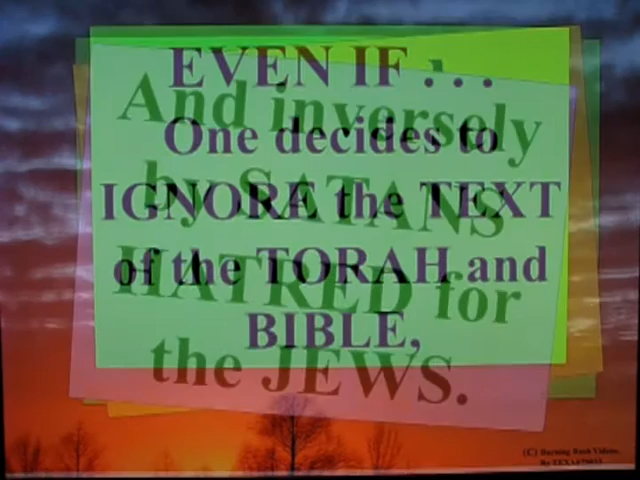 EVEN IF . . .
One decides to
IGNORE the TEXT
of the TORAH and
BIBLE,
And inversely
by SATANS
HATRED for
the JEWS.
(C) Burning Bush Videos.